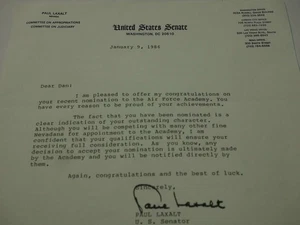 PAUL LAXALT
NEVADA
COMMITTEE ON APPROPRIATIONS
COMMITTEE ON JUDICIARY
United States Senate
WASHINGTON, DC 20510
January 9,
Dear Dan:
I am pleased to offer my congratulations on
your recent nomination to the Air Force Academy. You
have every reason to be proud of your achievements.
The fact that you have been nominated is a
clear indication of your outstanding character.
Although you will be competing with many other fine
Nevadans for appointment to the Academy, I am
confident that your qualifications will ensure your
receiving full consideration. As you know, any
decision to accept your nomination is ultimately made
by the Academy and you will be notified directly by
them.
Again, congratulations and the best of luck.
Sincerely,
Paul Laxalt
PAUL LAXALT
U. S. Senator